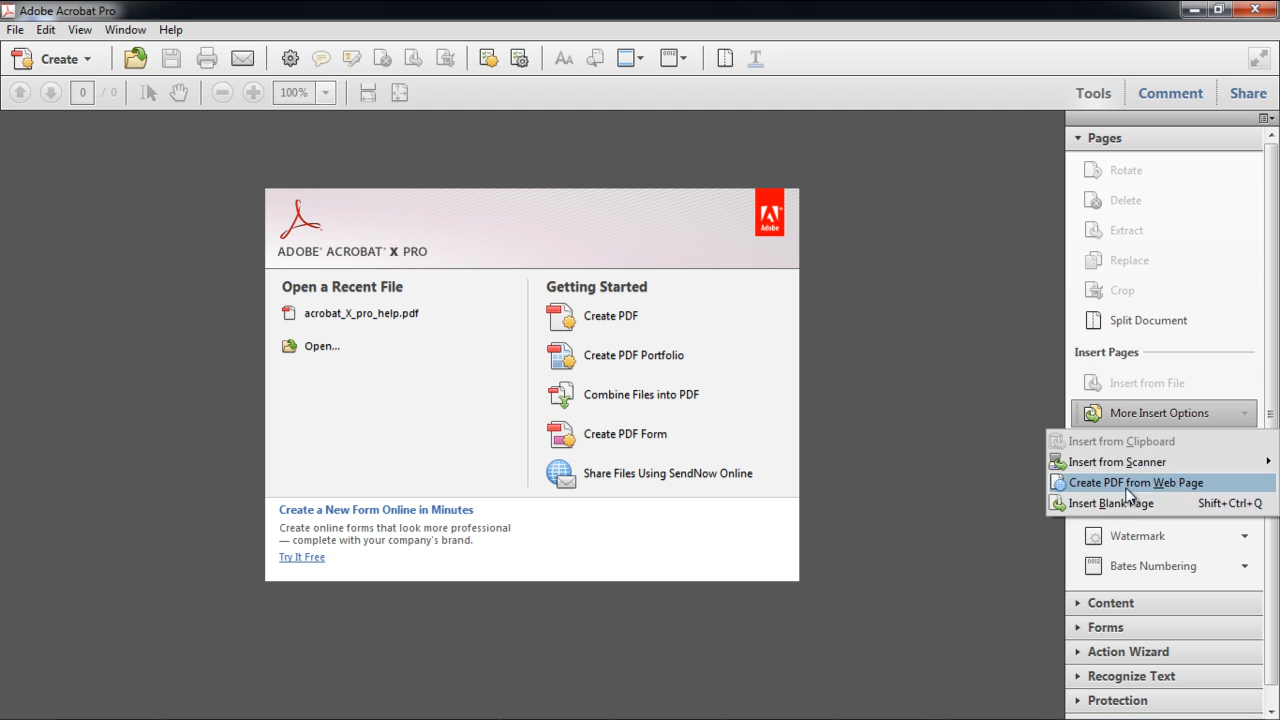 Adobe Acrobat Pro
File Edit View Window Help
Create
0 / 0 100% Tools Comment Share
Pages
Rotate
Delete
Extract
Replace
Crop
Split Document
Insert Pages
Insert from File
More Insert Options
Insert from Clipboard
Insert from Scanner
Create PDF from Web Page
Insert Blank Page Shift+Ctrl+Q
Watermark
Bates Numbering
Content
Forms
Action Wizard
Recognize Text
Protection
Adobe
ADOBE® ACROBAT® X PRO
Open a Recent File
acrobat_X_pro_help.pdf
Open...
Getting Started
Create PDF
Create PDF Portfolio
Combine Files into PDF
Create PDF Form
Share Files Using SendNow Online
Create a New Form Online in Minutes
Create online forms that look more professional
— complete with your company's brand.
Try It Free